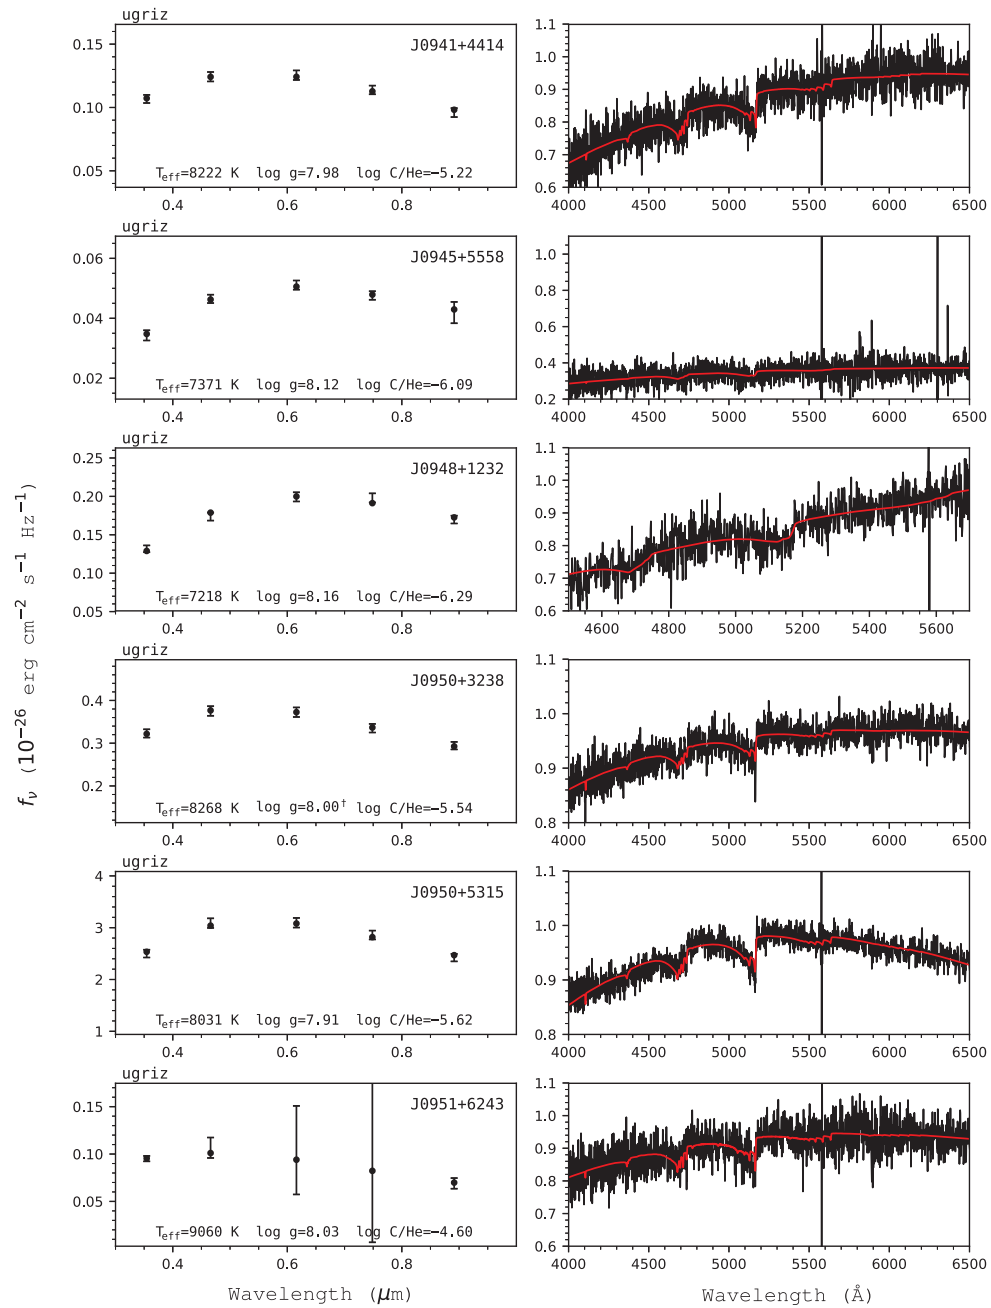 ugriz
J0941+4414
0.15
0.10
0.05
T_eff=8222 K log g=7.98 log C/He=−5.22
0.4 0.6 0.8
1.1
1.0
0.9
0.8
0.7
0.6
4000 4500 5000 5500 6000 6500
ugriz
J0945+5558
0.06
0.04
0.02
T_eff=7371 K log g=8.12 log C/He=−6.09
0.4 0.6 0.8
1.0
0.8
0.6
0.4
0.2
4000 4500 5000 5500 6000 6500
ugriz
J0948+1232
0.25
0.20
0.15
0.10
0.05
T_eff=7218 K log g=8.16 log C/He=−6.29
0.4 0.6 0.8
1.1
1.0
0.9
0.8
0.7
0.6
4600 4800 5000 5200 5400 5600
ugriz
J0950+3238
0.4
0.3
0.2
T_eff=8268 K log g=8.00† log C/He=−5.54
0.4 0.6 0.8
1.1
1.0
0.9
0.8
4000 4500 5000 5500 6000 6500
ugriz
J0950+5315
4
3
2
1
T_eff=8031 K log g=7.91 log C/He=−5.62
0.4 0.6 0.8
1.1
1.0
0.9
0.8
4000 4500 5000 5500 6000 6500
ugriz
J0951+6243
0.15
0.10
0.05
T_eff=9060 K log g=8.03 log C/He=−4.60
0.4 0.6 0.8
1.1
1.0
0.9
0.8
0.7
0.6
4000 4500 5000 5500 6000 6500
f_ν (10⁻²⁶ erg cm⁻² s⁻¹ Hz⁻¹)
Wavelength (μm)
Wavelength (Å)